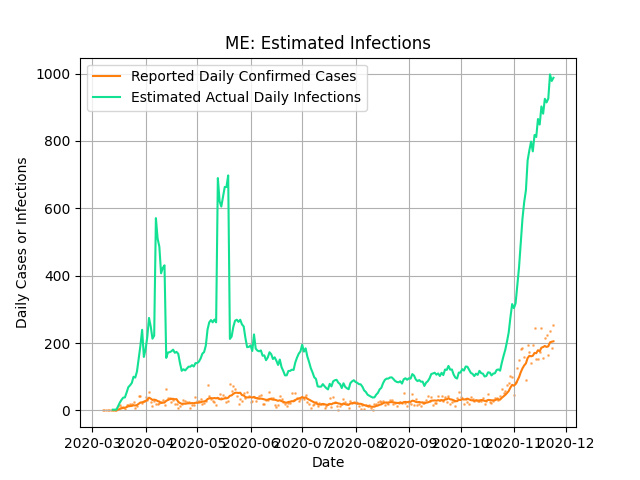 ME: Estimated Infections
Reported Daily Confirmed Cases
Estimated Actual Daily Infections
Daily Cases or Infections
1000
800
600
400
200
0
2020-03 2020-04 2020-05 2020-06 2020-07 2020-08 2020-09 2020-10 2020-11 2020-12
Date